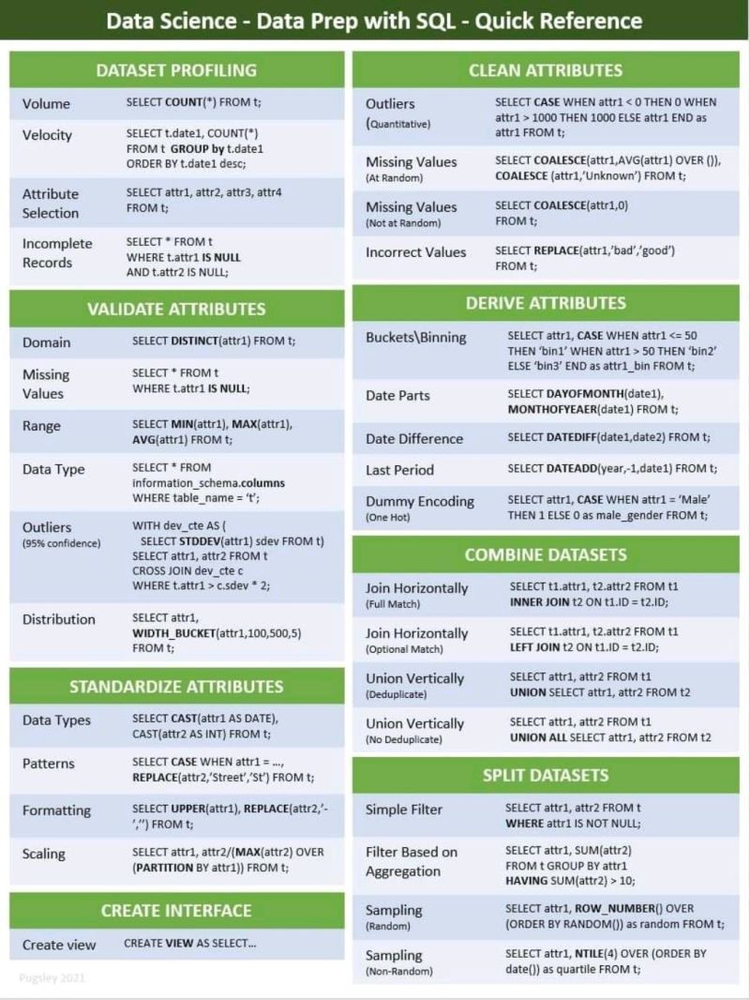 Data Science - Data Prep with SQL - Quick Reference
DATASET PROFILING
Volume
SELECT COUNT(*) FROM t;
Velocity
SELECT t.date1, COUNT(*)
FROM t GROUP by t.date1
ORDER BY t.date1 desc;
Attribute
Selection
SELECT attr1, attr2, attr3, attr4
FROM t;
Incomplete
Records
SELECT * FROM t
WHERE t.attr1 IS NULL
AND t.attr2 IS NULL;
VALIDATE ATTRIBUTES
Domain
SELECT DISTINCT(attr1) FROM t;
Missing
Values
SELECT * FROM t
WHERE t.attr1 IS NULL;
Range
SELECT MIN(attr1), MAX(attr1),
AVG(attr1) FROM t;
Data Type
SELECT * FROM
information_schema.columns
WHERE table_name = ‘t’;
Outliers
(95% confidence)
WITH dev_cte AS (
SELECT STDDEV(attr1) sdev FROM t)
SELECT attr1, attr2 FROM t
CROSS JOIN dev_cte c
WHERE t.attr1 > c.sdev * 2;
Distribution
SELECT attr1,
WIDTH_BUCKET(attr1,100,500,5)
FROM t;
STANDARDIZE ATTRIBUTES
Data Types
SELECT CAST(attr1 AS DATE),
CAST(attr2 AS INT) FROM t;
Patterns
SELECT CASE WHEN attr1 = …,
REPLACE(attr2,’Street’,’St’) FROM t;
Formatting
SELECT UPPER(attr1), REPLACE(attr2,’-
’,’’) FROM t;
Scaling
SELECT attr1, attr2/(MAX(attr2) OVER
(PARTITION BY attr1)) FROM t;
CREATE INTERFACE
Create view
CREATE VIEW AS SELECT…
Pugsley 2021
CLEAN ATTRIBUTES
Outliers
(Quantitative)
SELECT CASE WHEN attr1 < 0 THEN 0 WHEN
attr1 > 1000 THEN 1000 ELSE attr1 END as
attr1 FROM t;
Missing Values
(At Random)
SELECT COALESCE(attr1,AVG(attr1) OVER ()),
COALESCE (attr1,’Unknown’) FROM t;
Missing Values
(Not at Random)
SELECT COALESCE(attr1,0)
FROM t;
Incorrect Values
SELECT REPLACE(attr1,’bad’,’good’)
FROM t;
DERIVE ATTRIBUTES
Buckets\Binning
SELECT attr1, CASE WHEN attr1 <= 50
THEN ‘bin1’ WHEN attr1 > 50 THEN ‘bin2’
ELSE ‘bin3’ END as attr1_bin FROM t;
Date Parts
SELECT DAYOFMONTH(date1),
MONTHOFYEAER(date1) FROM t;
Date Difference
SELECT DATEDIFF(date1,date2) FROM t;
Last Period
SELECT DATEADD(year,-1,date1) FROM t;
Dummy Encoding
(One Hot)
SELECT attr1, CASE WHEN attr1 = ‘Male’
THEN 1 ELSE 0 as male_gender FROM t;
COMBINE DATASETS
Join Horizontally
(Full Match)
SELECT t1.attr1, t2.attr2 FROM t1
INNER JOIN t2 ON t1.ID = t2.ID;
Join Horizontally
(Optional Match)
SELECT t1.attr1, t2.attr2 FROM t1
LEFT JOIN t2 ON t1.ID = t2.ID;
Union Vertically
(Deduplicate)
SELECT attr1, attr2 FROM t1
UNION SELECT attr1, attr2 FROM t2
Union Vertically
(No Deduplicate)
SELECT attr1, attr2 FROM t1
UNION ALL SELECT attr1, attr2 FROM t2
SPLIT DATASETS
Simple Filter
SELECT attr1, attr2 FROM t
WHERE attr1 IS NOT NULL;
Filter Based on
Aggregation
SELECT attr1, SUM(attr2)
FROM t GROUP BY attr1
HAVING SUM(attr2) > 10;
Sampling
(Random)
SELECT attr1, ROW_NUMBER() OVER
(ORDER BY RANDOM()) as random FROM t;
Sampling
(Non-Random)
SELECT attr1, NTILE(4) OVER (ORDER BY
date()) as quartile FROM t;